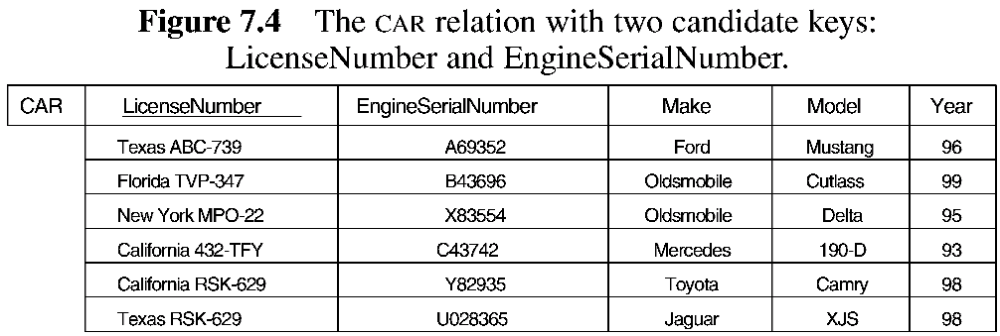 Figure 7.4 The CAR relation with two candidate keys:
LicenseNumber and EngineSerialNumber.
CAR LicenseNumber EngineSerialNumber Make Model Year
Texas ABC-739 A69352 Ford Mustang 96
Florida TVP-347 B43696 Oldsmobile Cutlass 99
New York MPO-22 X83554 Oldsmobile Delta 95
California 432-TFY C43742 Mercedes 190-D 93
California RSK-629 Y82935 Toyota Camry 98
Texas RSK-629 U028365 Jaguar XJS 98